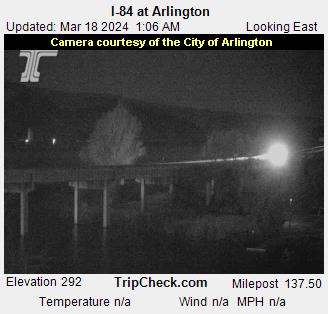 I-84 at Arlington
Updated: Mar 18 2024 1:06 AM Looking East
Camera courtesy of the City of Arlington
Elevation 292 TripCheck.com Milepost 137.50
Temperature n/a Wind n/a MPH n/a